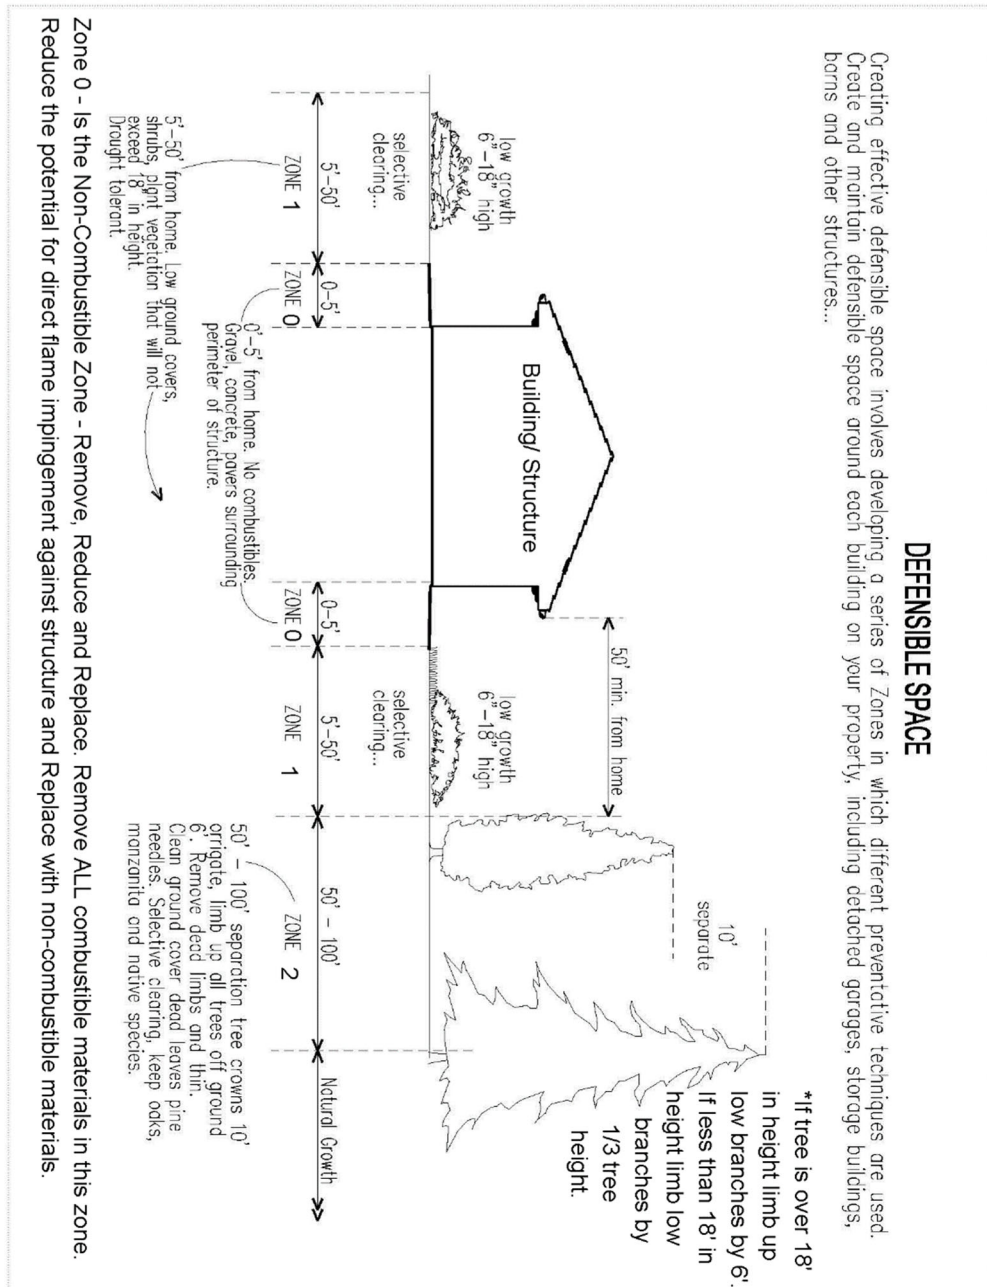 DEFENSIBLE SPACE
Creating effective defensible space involves developing a series of Zones in which different preventative techniques are used.
Create and maintain defensible space around each building on your property, including detached garages, storage buildings,
barns and other structures...
*If tree is over 18'
in height limb up
low branches by 6'.
If less than 18' in
height limb low
branches by
1/3 tree
height.
10'
separate
50' min. from home
Building/ Structure
low growth
6"-18" high
low growth
6"-18" high
selective
clearing...
selective
clearing...
5'-50'
0-5'
0-5'
5'-50'
50' - 100'
Natural Growth
ZONE 1
ZONE 0
ZONE 0
ZONE 1
ZONE 2
0'-5' from home. No combustibles.
Gravel, concrete, pavers surrounding
perimeter of structure.
50' - 100' separation tree crowns 10'
orrigate, limb up all trees off ground
6'. Remove dead limbs and thin.
Clean ground cover dead leaves pine
needles. Selective clearing, keep oaks,
manzanita and native species.
5'-50' from home. Low ground covers,
shrubs, plant vegetation that will not
exceed 18" in height.
Drought tolerant.
Zone 0 - Is the Non-Combustible Zone - Remove, Reduce and Replace. Remove ALL combustible materials in this zone.
Reduce the potential for direct flame impingement against structure and Replace with non-combustible materials.